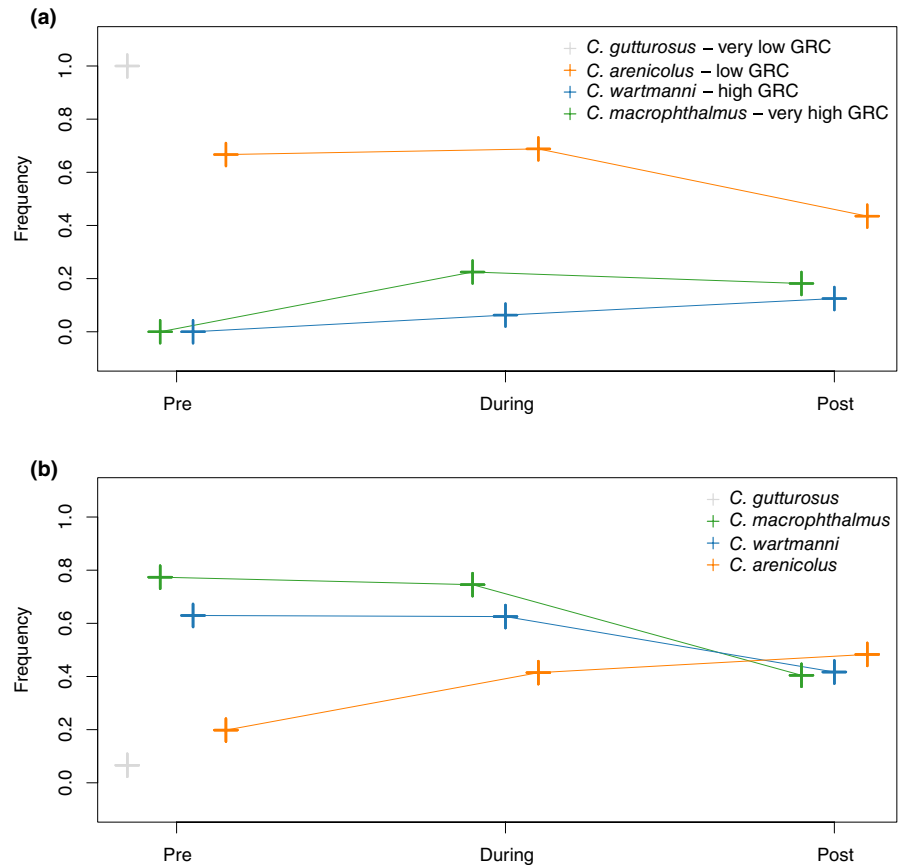 (a)
C. gutturosus – very low GRC
C. arenicolus – low GRC
C. wartmanni – high GRC
C. macrophthalmus – very high GRC
Frequency
1.0
0.8
0.6
0.4
0.2
0.0
Pre During Post
(b)
C. gutturosus
C. macrophthalmus
C. wartmanni
C. arenicolus
Frequency
1.0
0.8
0.6
0.4
0.2
0.0
Pre During Post